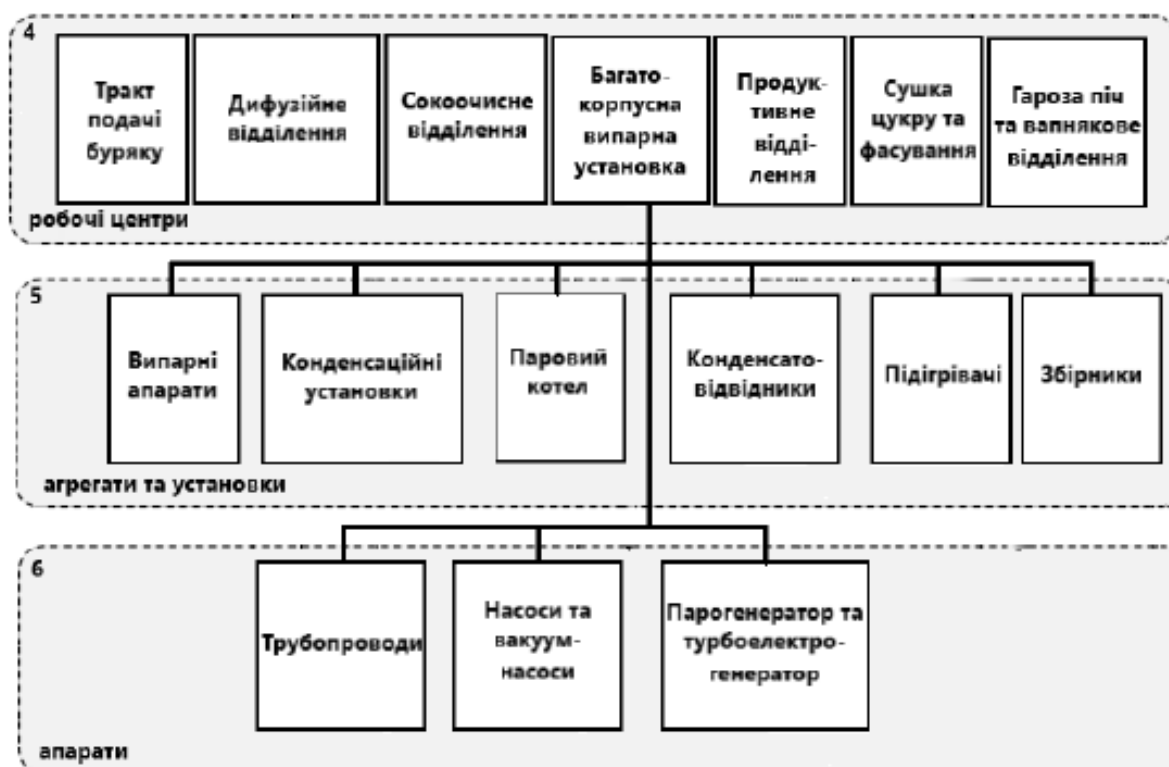 4
Тракт
подачі
буряку
Дифузійне
відділення
Сокоочисне
відділення
Багато-
корпусна
випарна
установка
Продук-
тивне
відді-
лення
Сушка
цукру та
фасування
Гароза піч
та вапнякове
відділення
робочі центри
5
Випарні
апарати
Конденсаційні
установки
Паровий
котел
Конденсато-
відвідники
Підігрівачі
Збірники
агрегати та установки
6
Трубопроводи
Насоси та
вакуум-
насоси
Парогенератор та
турбоелектро-
генератор
апарати